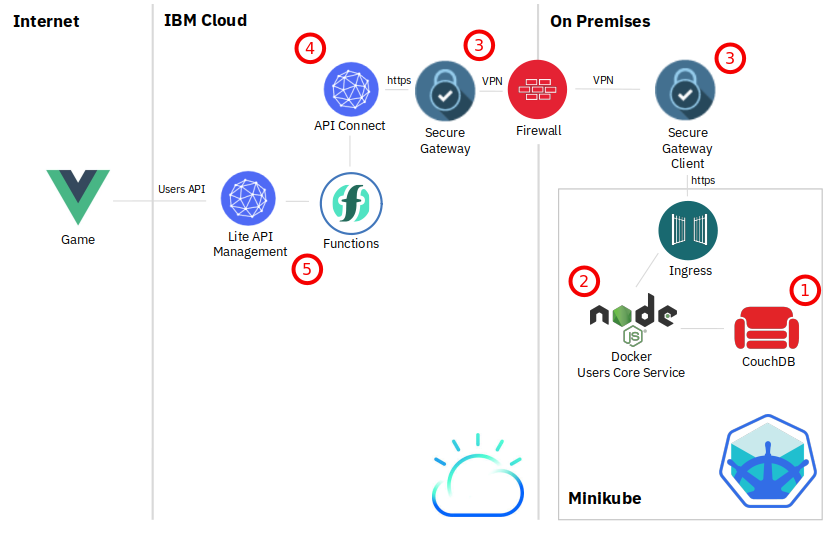 Internet
IBM Cloud
On Premises
4
3
3
https
VPN
VPN
API Connect
Secure
Gateway
Firewall
Secure
Gateway
Client
https
Users API
Game
Lite API
Management
Functions
5
Ingress
2
1
node
JS
Docker
Users Core Service
CouchDB
Minikube